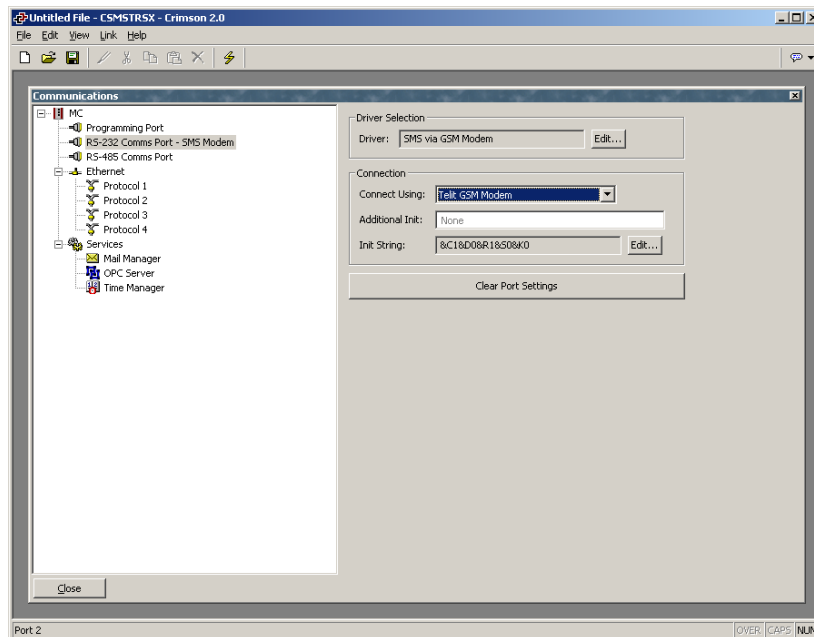 Untitled File - CSMSTRSX - Crimson 2.0
File Edit View Link Help
Communications
MC
Programming Port
RS-232 Comms Port - SMS Modem
RS-485 Comms Port
Ethernet
Protocol 1
Protocol 2
Protocol 3
Protocol 4
Services
Mail Manager
OPC Server
Time Manager
Driver Selection
Driver: SMS via GSM Modem Edit...
Connection
Connect Using: Telit GSM Modem
Additional Init: None
Init String: &C1&D0&R1&S0&K0 Edit...
Clear Port Settings
Close
Port 2 OVER CAPS NUM